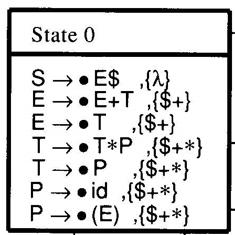 State 0
S → • E$ ,{λ}
E → • E+T ,{$+}
E → • T ,{$+}
T → • T*P ,{$+*}
T → • P ,{$+*}
P → • id ,{$+*}
P → • (E) ,{$+*}